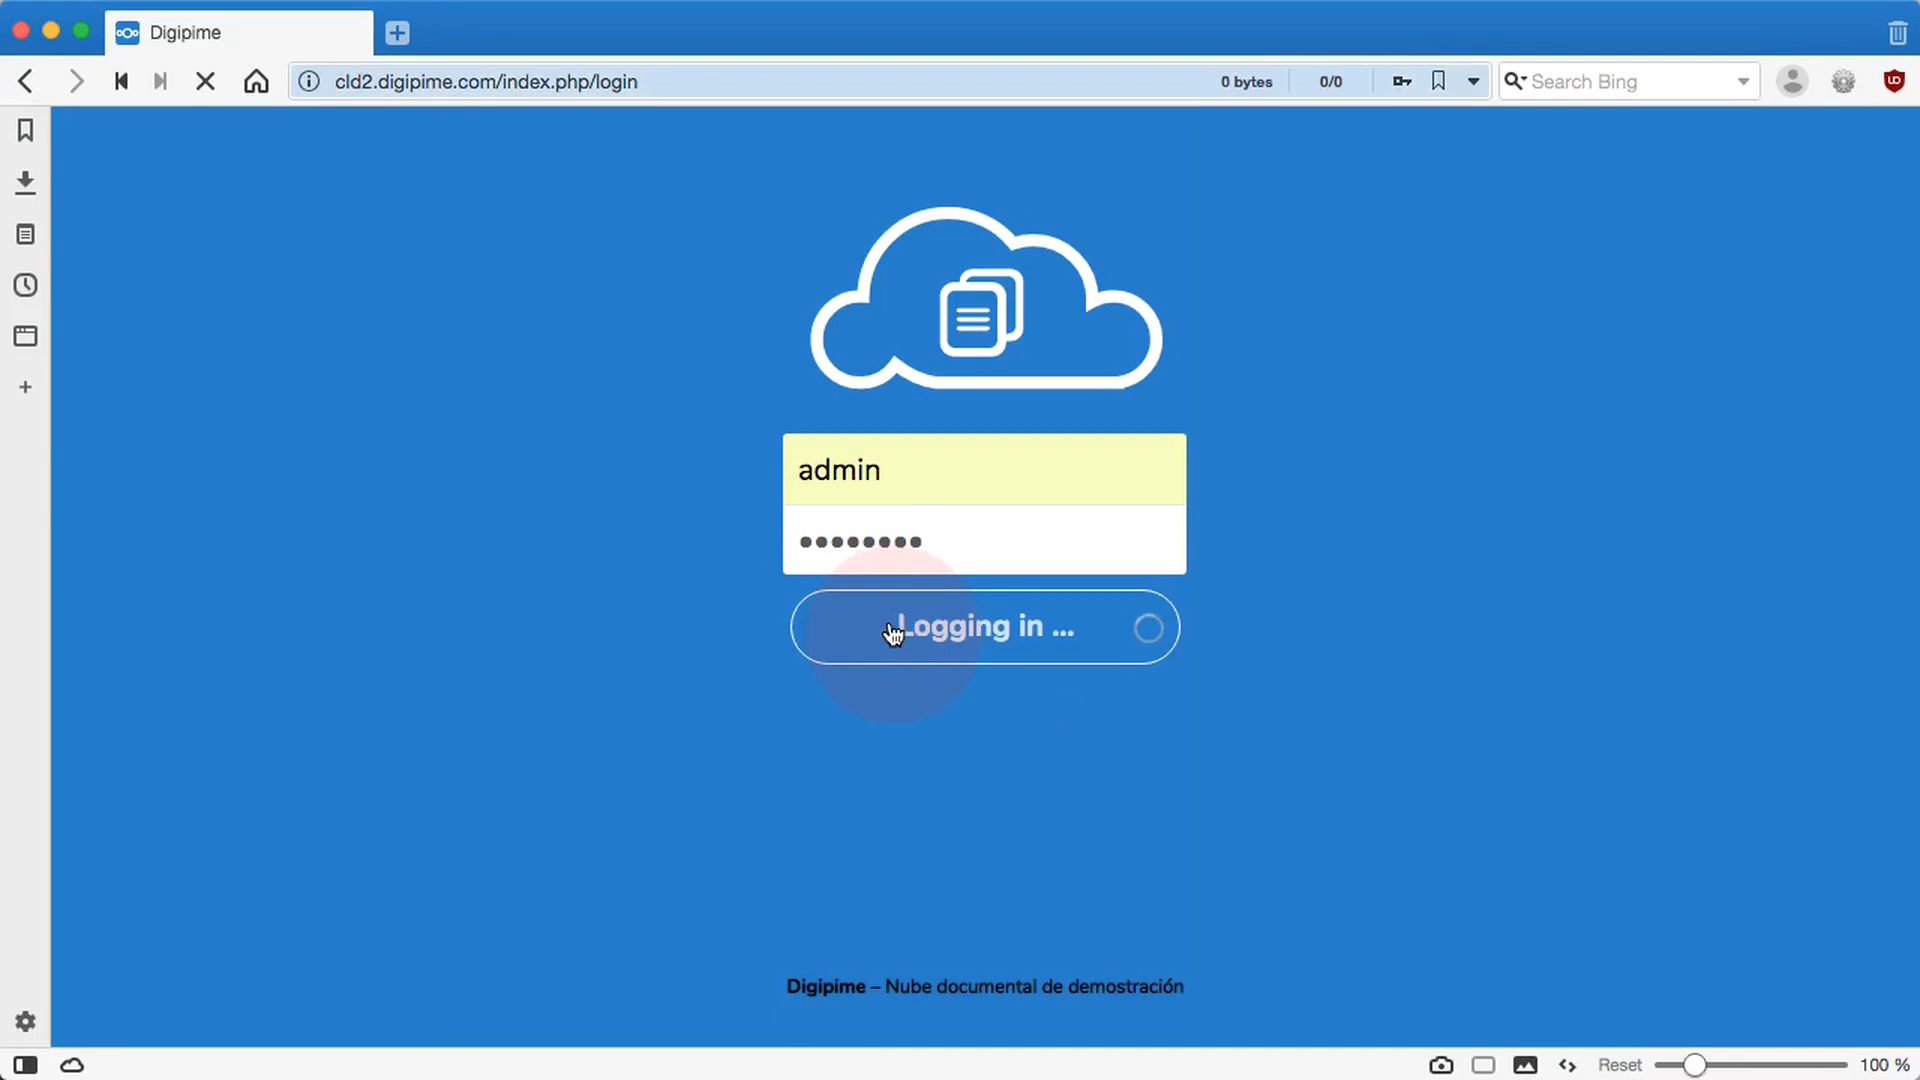 Digipime
cld2.digipime.com/index.php/login
0 bytes
0/0
Search Bing
admin
Logging in ...
Digipime – Nube documental de demostración
Reset
100 %